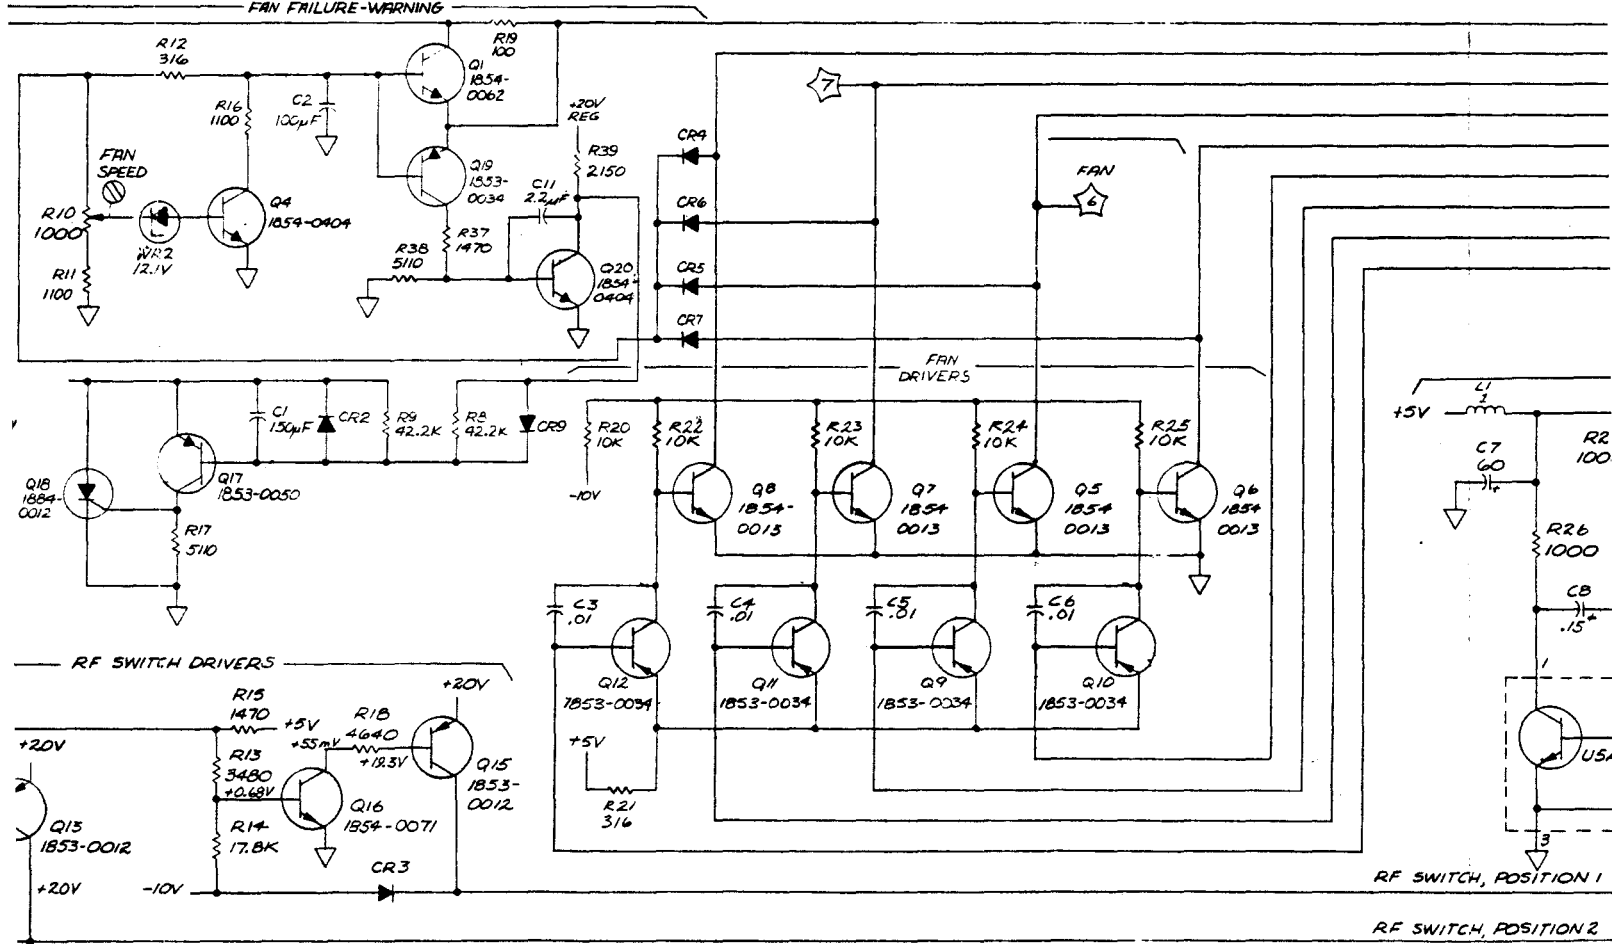 FAN FAILURE-WARNING
R12
316
R19
100
Q1
1854-
0062
R16
1100
C2
100µF
+20V
REG
7
CR4
FAN
SPEED
R39
2150
FAN
6
Q19
1853-
0034
C11
2.2µF
CR6
R10
1000
Q4
1854-0404
12.1V
R37
1470
R38
5110
Q20
1854-
0404
R11
1100
CR5
CR7
FAN
DRIVERS
C1
150µF
CR2
R9
42.2K
R8
42.2K
CR9
R20
10K
R22
10K
R23
10K
R24
10K
R25
10K
+5V
L1
1
C7
60
Q18
1884-
0012
Q17
1853-0050
-10V
Q8
1854-
0013
Q7
1854
0013
Q5
1854
0013
Q6
1854
0013
R17
5110
R26
1000
C3
.01
C4
.01
C5
.01
C6
.01
C8
.15
RF SWITCH DRIVERS
Q12
1853-0034
Q11
1853-0034
Q9
1853-0034
Q10
1853-0034
1
+20V
R15
1470
+5V
R18
4640
+55mV
+19.3V
+20V
R13
3480
+0.68V
Q15
1853-
0012
+5V
R21
316
Q16
1854-0071
Q13
1853-0012
R14
17.8K
3
+20V
-10V
CR3
RF SWITCH, POSITION 1
RF SWITCH, POSITION 2